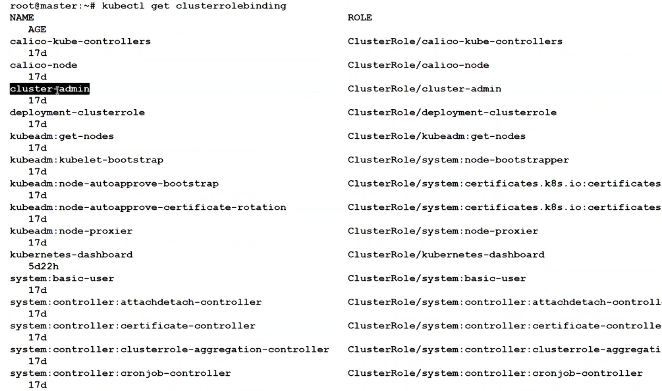 root@master:~# kubectl get clusterrolebinding
NAME ROLE
AGE
calico-kube-controllers ClusterRole/calico-kube-controllers
17d
calico-node ClusterRole/calico-node
17d
cluster-admin ClusterRole/cluster-admin
17d
deployment-clusterrole ClusterRole/deployment-clusterrole
17d
kubeadm:get-nodes ClusterRole/kubeadm:get-nodes
17d
kubeadm:kubelet-bootstrap ClusterRole/system:node-bootstrapper
17d
kubeadm:node-autoapprove-bootstrap ClusterRole/system:certificates.k8s.io:certificates
17d
kubeadm:node-autoapprove-certificate-rotation ClusterRole/system:certificates.k8s.io:certificates
17d
kubeadm:node-proxier ClusterRole/system:node-proxier
17d
kubernetes-dashboard ClusterRole/kubernetes-dashboard
5d22h
system:basic-user ClusterRole/system:basic-user
17d
system:controller:attachdetach-controller ClusterRole/system:controller:attachdetach-controll
17d
system:controller:certificate-controller ClusterRole/system:controller:certificate-controlle
17d
system:controller:clusterrole-aggregation-controller ClusterRole/system:controller:clusterrole-aggregati
17d
system:controller:cronjob-controller ClusterRole/system:controller:cronjob-controller
17d